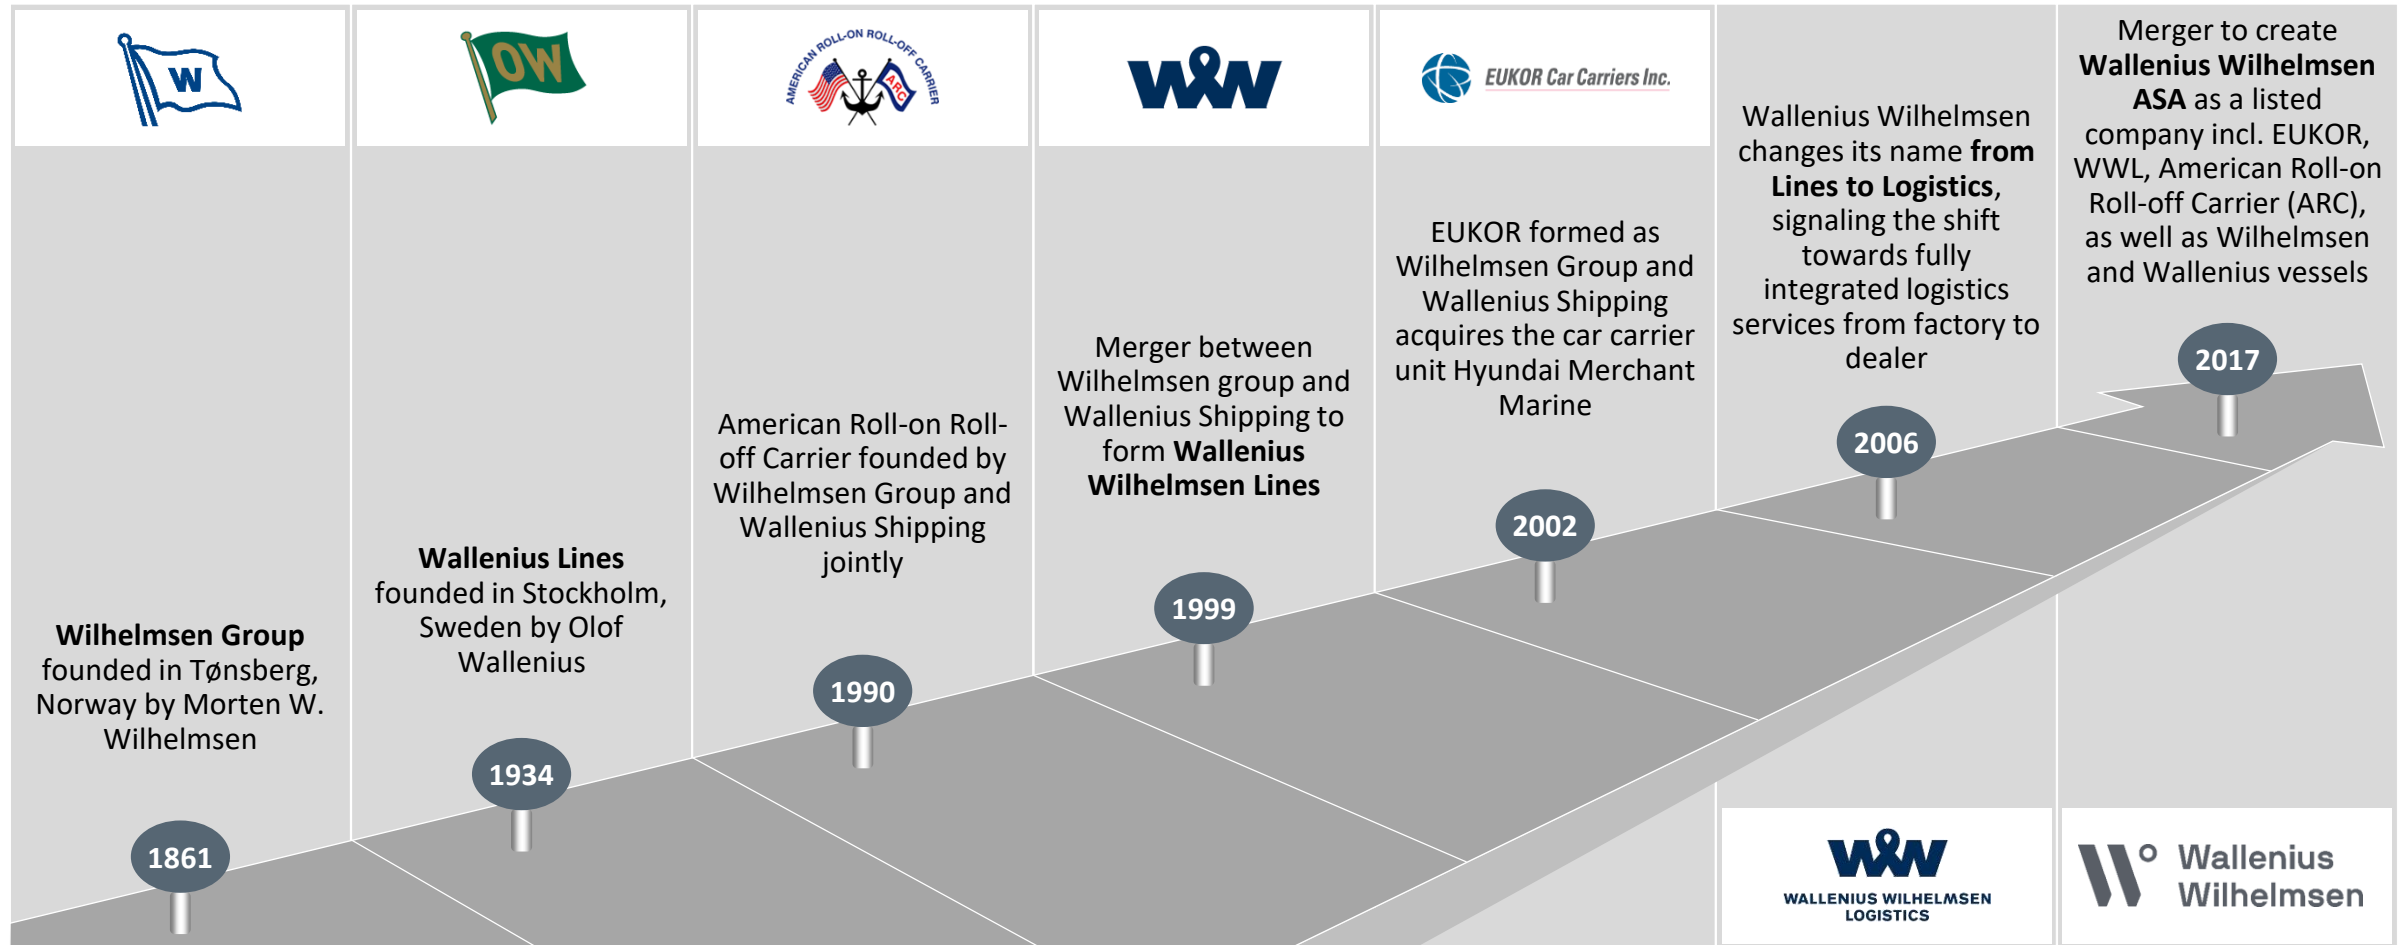 W
Wilhelmsen Group
founded in Tønsberg,
Norway by Morten W.
Wilhelmsen
1861
OW
Wallenius Lines
founded in Stockholm,
Sweden by Olof
Wallenius
1934
AMERICAN ROLL-ON ROLL-OFF CARRIER
ARC
American Roll-on Roll-
off Carrier founded by
Wilhelmsen Group and
Wallenius Shipping
jointly
1990
W&W
Merger between
Wilhelmsen group and
Wallenius Shipping to
form Wallenius
Wilhelmsen Lines
1999
EUKOR Car Carriers Inc.
EUKOR formed as
Wilhelmsen Group and
Wallenius Shipping
acquires the car carrier
unit Hyundai Merchant
Marine
2002
Wallenius Wilhelmsen
changes its name from
Lines to Logistics,
signaling the shift
towards fully
integrated logistics
services from factory to
dealer
2006
W&W
WALLENIUS WILHELMSEN
LOGISTICS
Merger to create
Wallenius Wilhelmsen
ASA as a listed
company incl. EUKOR,
WWL, American Roll-on
Roll-off Carrier (ARC),
as well as Wilhelmsen
and Wallenius vessels
2017
Wallenius
Wilhelmsen